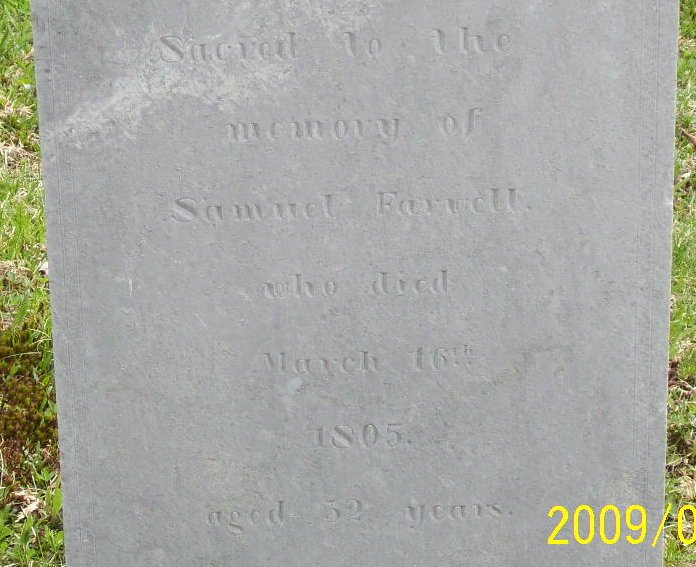 Sacred to the
memory of
Samuel Farwell.
who died
March 16th
1805.
aged 52 years.
2009/0